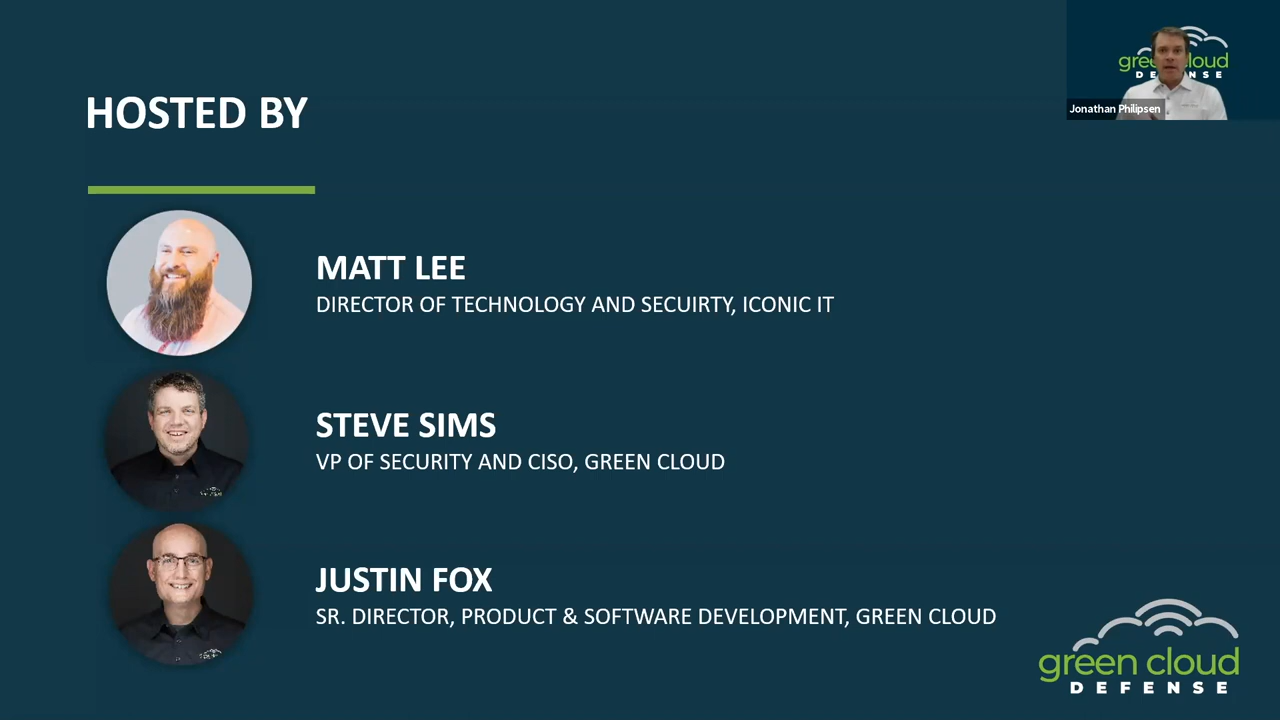 HOSTED BY
green cloud
DEFENSE
Jonathan Philipsen
MATT LEE
DIRECTOR OF TECHNOLOGY AND SECUIRTY, ICONIC IT
STEVE SIMS
VP OF SECURITY AND CISO, GREEN CLOUD
JUSTIN FOX
SR. DIRECTOR, PRODUCT & SOFTWARE DEVELOPMENT, GREEN CLOUD
green cloud
DEFENSE